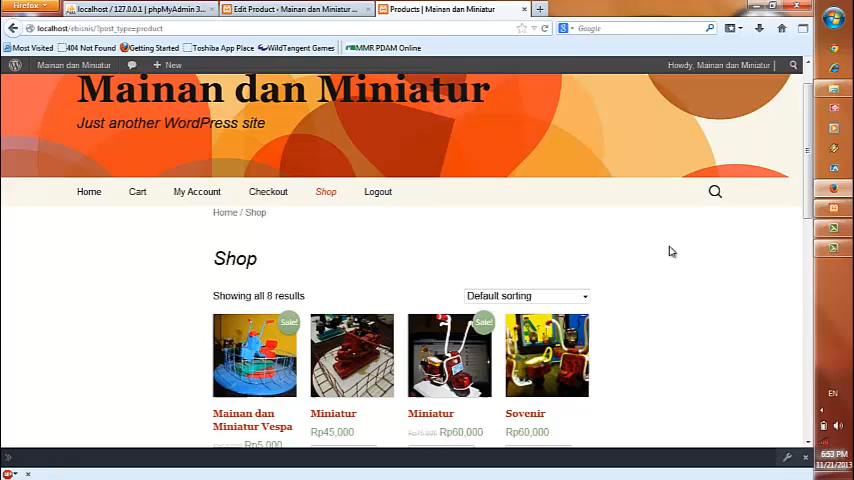 Firefox
localhost / 127.0.0.1 | phpMyAdmin 3....
Edit Product ‹ Mainan dan Miniatur ...
Products | Mainan dan Miniatur
localhost/ebisnis/?post_type=product
Google
Most Visited
404 Not Found
Getting Started
Toshiba App Place
WildTangent Games
MMR PDAM Online
Mainan dan Miniatur
New
Howdy, Mainan dan Miniatur
Mainan dan Miniatur
Just another WordPress site
Home Cart My Account Checkout Shop Logout
Home / Shop
Shop
Showing all 8 results
Default sorting
Sale!
Sale!
Mainan dan
Miniatur Vespa
Rp5,000
Miniatur
Rp45,000
Miniatur
Rp75,000 Rp60,000
Sovenir
Rp60,000
EN
6:53 PM
11/21/2013